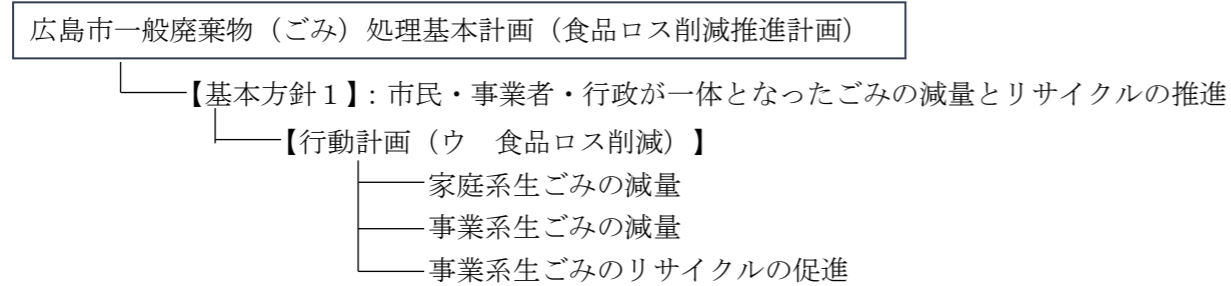 広島市一般廃棄物（ごみ）処理基本計画（食品ロス削減推進計画）
【基本方針１】：市民・事業者・行政が一体となったごみの減量とリサイクルの推進
【行動計画（ウ　食品ロス削減）】
家庭系生ごみの減量
事業系生ごみの減量
事業系生ごみのリサイクルの促進